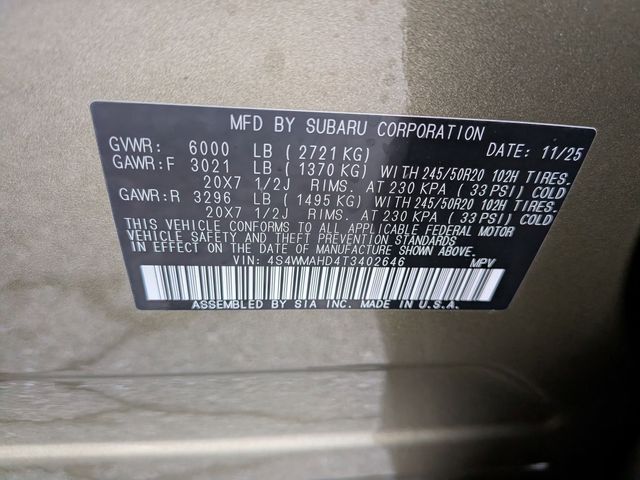 MFD BY SUBARU CORPORATION DATE: 11/25
GVWR: 6000 LB ( 2721 KG)
GAWR:F 3021 LB ( 1370 KG) WITH 245/50R20 102H TIRES.
20X7 1/2J RIMS. AT 230 KPA ( 33 PSI) COLD
GAWR:R 3296 LB ( 1495 KG) WITH 245/50R20 102H TIRES.
20X7 1/2J RIMS. AT 230 KPA ( 33 PSI) COLD
THIS VEHICLE CONFORMS TO ALL APPLICABLE FEDERAL MOTOR
VEHICLE SAFETY AND THEFT PREVENTION STANDARDS
IN EFFECT ON THE DATE OF MANUFACTURE SHOWN ABOVE.
VIN: 4S4WMAHD4T3402646 MPV
ASSEMBLED BY SIA INC. MADE IN U.S.A.